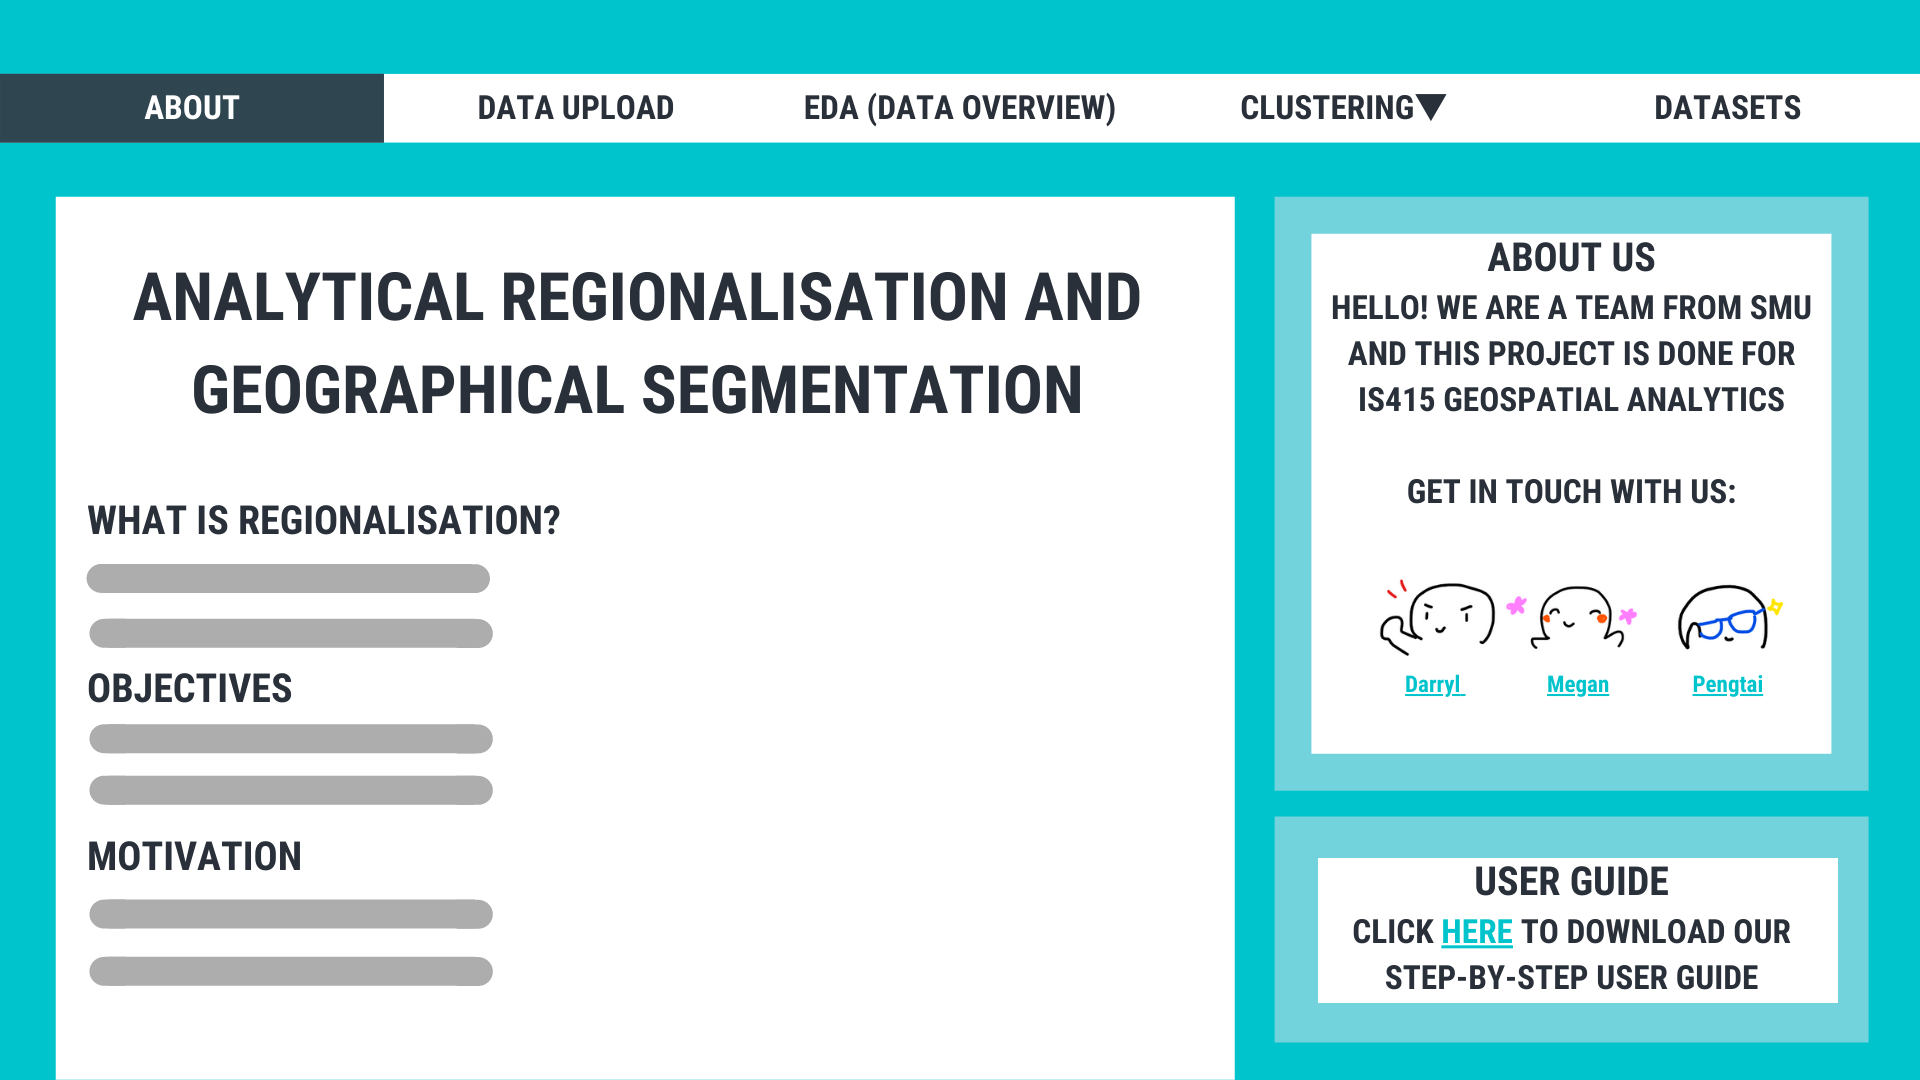 ABOUT
DATA UPLOAD
EDA (DATA OVERVIEW)
CLUSTERING
DATASETS
ANALYTICAL REGIONALISATION AND
GEOGRAPHICAL SEGMENTATION
WHAT IS REGIONALISATION?
OBJECTIVES
MOTIVATION
ABOUT US
HELLO! WE ARE A TEAM FROM SMU
AND THIS PROJECT IS DONE FOR
IS415 GEOSPATIAL ANALYTICS
GET IN TOUCH WITH US:
Darryl
Megan
Pengtai
USER GUIDE
CLICK HERE TO DOWNLOAD OUR
STEP-BY-STEP USER GUIDE